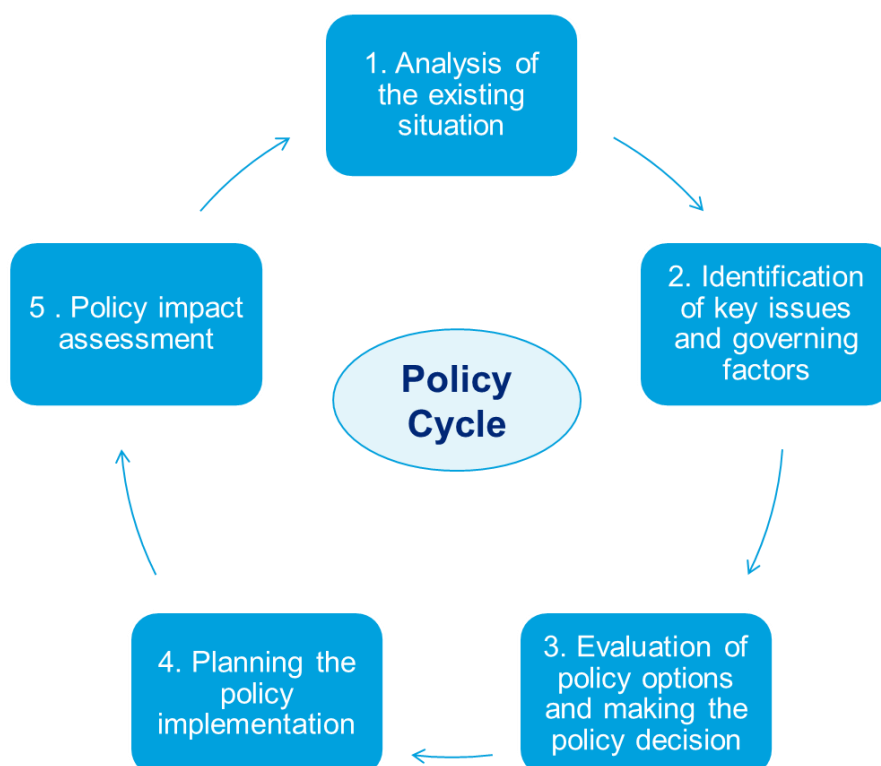 1. Analysis of
the existing
situation
2. Identification
of key issues
and governing
factors
3. Evaluation of
policy options
and making the
policy decision
4. Planning the
policy
implementation
5 . Policy impact
assessment
Policy
Cycle